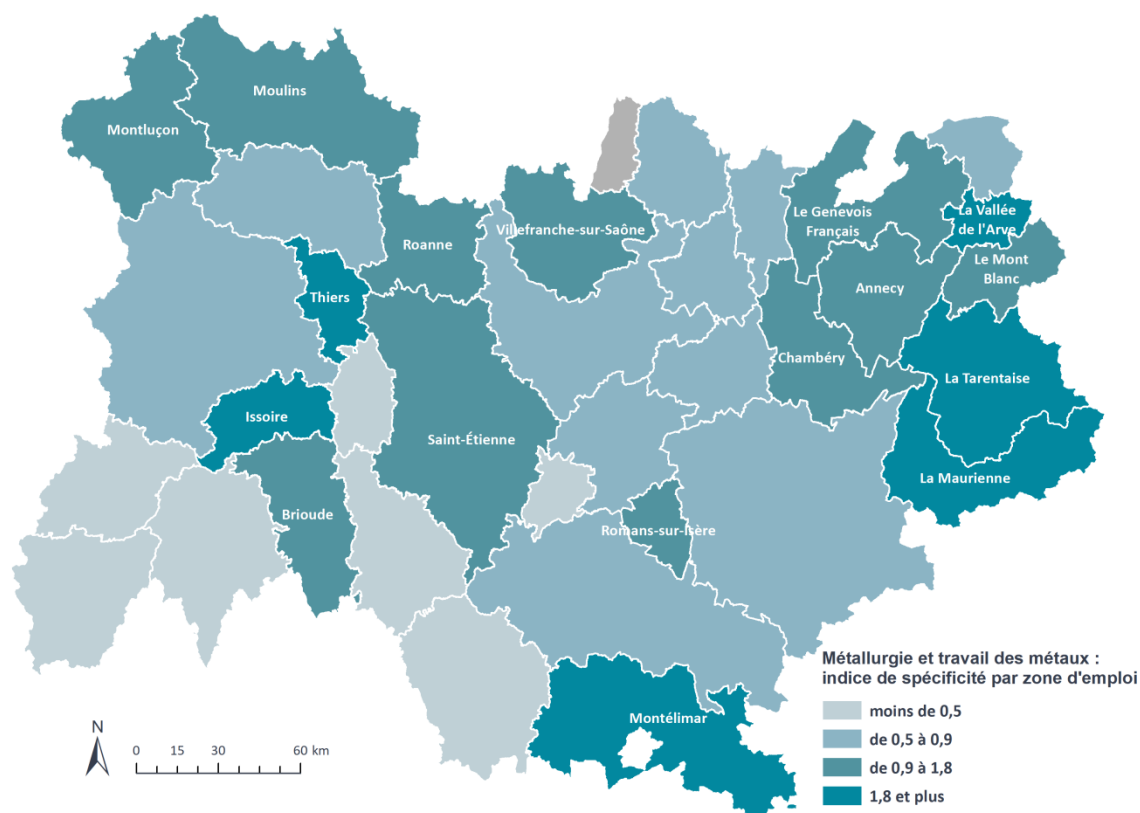 Moulins
Montluçon
Le Genevois
Français
La Vallée
de l'Arve
Villefranche-sur-Saône
Roanne
Le Mont
Blanc
Thiers
Annecy
Chambéry
La Tarentaise
Issoire
Saint-Étienne
La Maurienne
Brioude
Romans-sur-Isère
Montélimar
Métallurgie et travail des métaux :
indice de spécificité par zone d'emploi
moins de 0,5
de 0,5 à 0,9
de 0,9 à 1,8
1,8 et plus
N
0 15 30 60 km